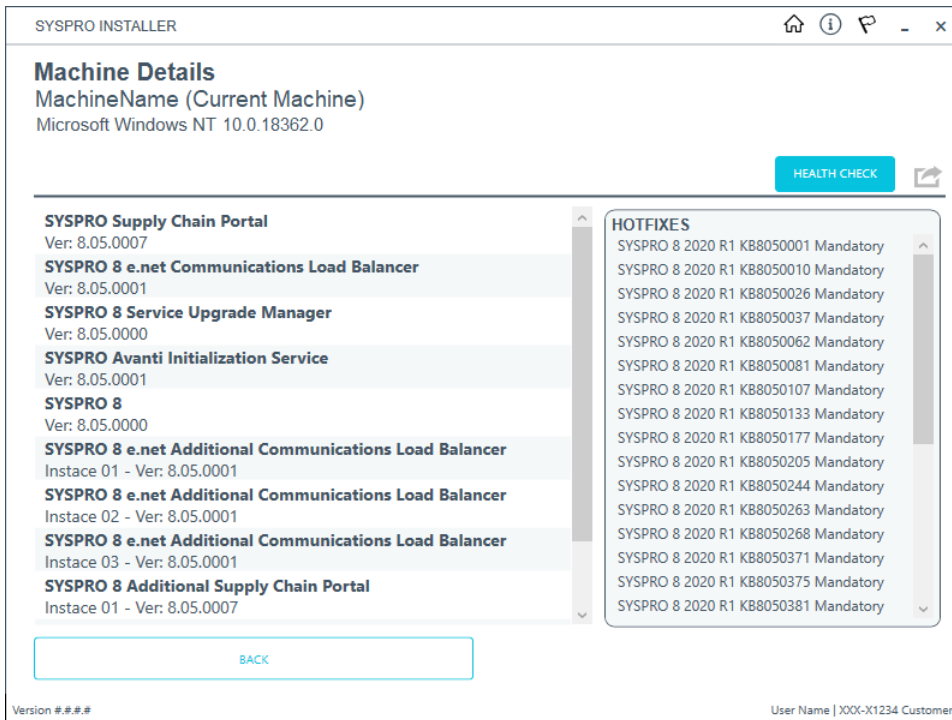 SYSPRO INSTALLER
Machine Details
MachineName (Current Machine)
Microsoft Windows NT 10.0.18362.0
HEALTH CHECK
SYSPRO Supply Chain Portal
Ver: 8.05.0007
SYSPRO 8 e.net Communications Load Balancer
Ver: 8.05.0001
SYSPRO 8 Service Upgrade Manager
Ver: 8.05.0000
SYSPRO Avanti Initialization Service
Ver: 8.05.0001
SYSPRO 8
Ver: 8.05.0000
SYSPRO 8 e.net Additional Communications Load Balancer
Instace 01 - Ver: 8.05.0001
SYSPRO 8 e.net Additional Communications Load Balancer
Instace 02 - Ver: 8.05.0001
SYSPRO 8 e.net Additional Communications Load Balancer
Instace 03 - Ver: 8.05.0001
SYSPRO 8 Additional Supply Chain Portal
Instace 01 - Ver: 8.05.0007
HOTFIXES
SYSPRO 8 2020 R1 KB8050001 Mandatory
SYSPRO 8 2020 R1 KB8050010 Mandatory
SYSPRO 8 2020 R1 KB8050026 Mandatory
SYSPRO 8 2020 R1 KB8050037 Mandatory
SYSPRO 8 2020 R1 KB8050062 Mandatory
SYSPRO 8 2020 R1 KB8050081 Mandatory
SYSPRO 8 2020 R1 KB8050107 Mandatory
SYSPRO 8 2020 R1 KB8050133 Mandatory
SYSPRO 8 2020 R1 KB8050177 Mandatory
SYSPRO 8 2020 R1 KB8050205 Mandatory
SYSPRO 8 2020 R1 KB8050244 Mandatory
SYSPRO 8 2020 R1 KB8050263 Mandatory
SYSPRO 8 2020 R1 KB8050268 Mandatory
SYSPRO 8 2020 R1 KB8050371 Mandatory
SYSPRO 8 2020 R1 KB8050375 Mandatory
SYSPRO 8 2020 R1 KB8050381 Mandatory
BACK
Version #.#.#.#
User Name | XXX-X1234 Customer